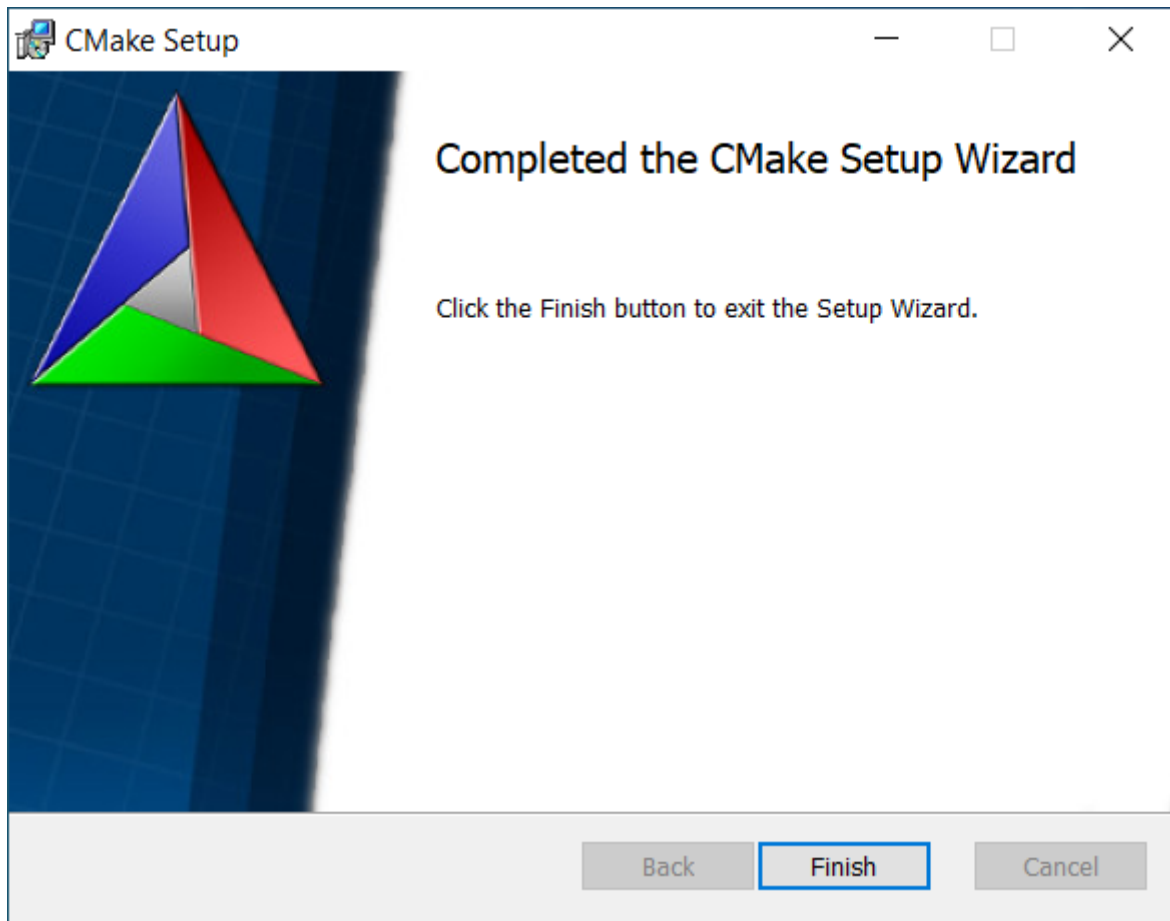 CMake Setup
Completed the CMake Setup Wizard
Click the Finish button to exit the Setup Wizard.
Back
Finish
Cancel